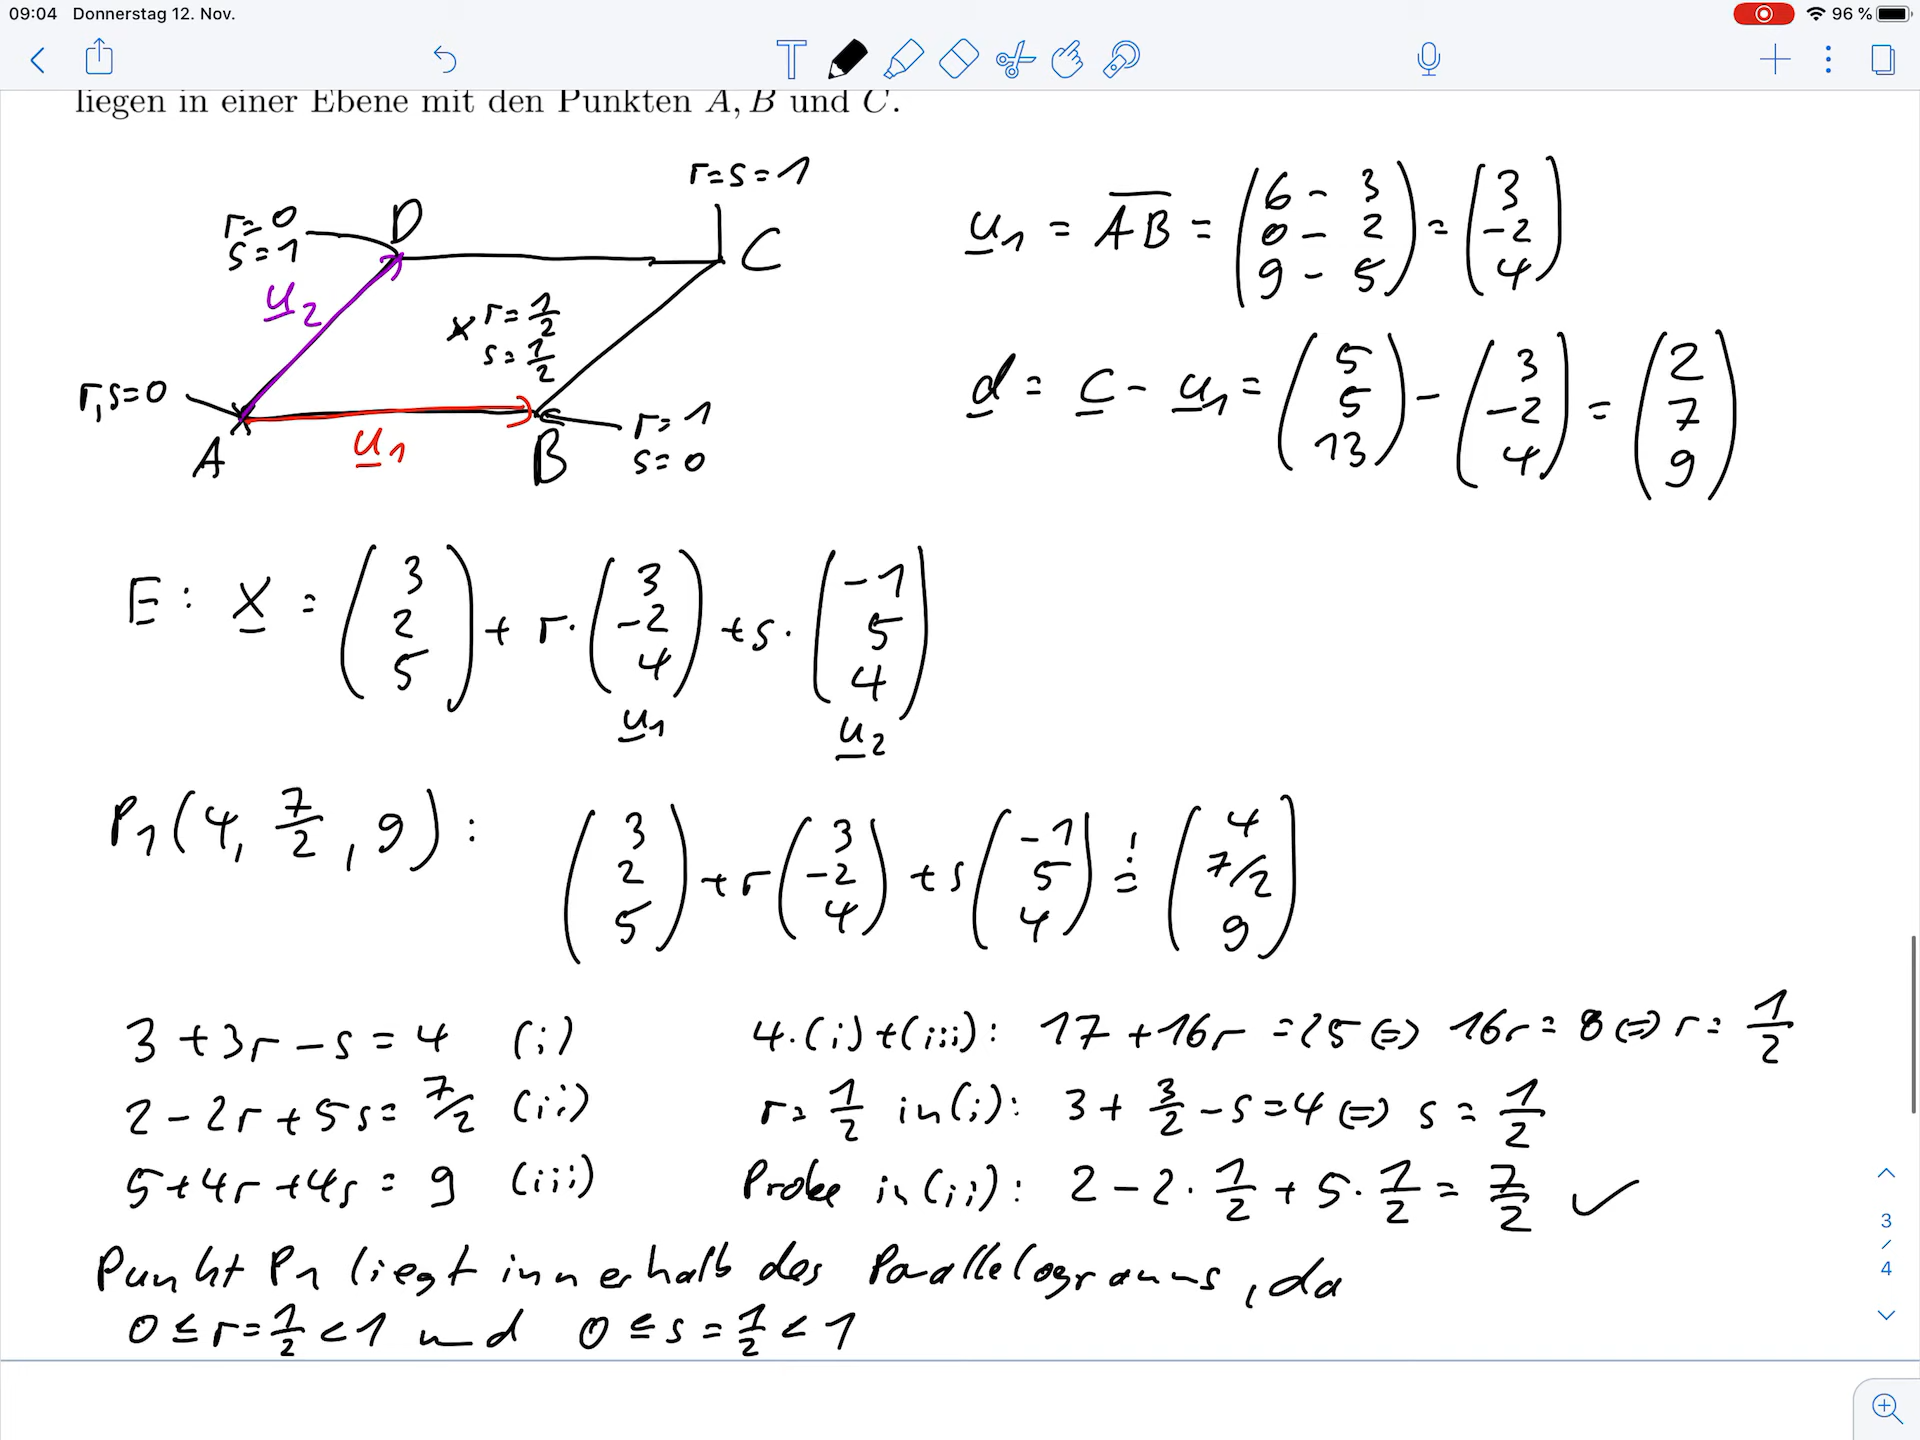 09:04 Donnerstag 12. Nov.
96 %
liegen in einer Ebene mit den Punkten A, B und C.
r=s=1
r=0
s=1
D
C
u2
r=1/2
s=1/2
r,s=0
A
u1
B
r=1
s=0
u1 = AB = (6-3, 0-2, 9-5) = (3, -2, 4)
d = c - u1 = (5, 5, 13) - (3, -2, 4) = (2, 7, 9)
E: x = (3, 2, 5) + r·(3, -2, 4) + s·(-1, 5, 4)
u1 u2
P1(4, 7/2, 9): (3, 2, 5) + r(3, -2, 4) + s(-1, 5, 4) =! (4, 7/2, 9)
3+3r-s=4 (i) 4·(i)+(iii): 17+16r=25 <=> 16r=8 <=> r=1/2
2-2r+5s=7/2 (ii) r=1/2 in(i): 3+3/2-s=4 <=> s=1/2
5+4r+4s=9 (iii) Probe in(ii): 2-2·1/2+5·1/2=7/2 ✓
Punkt P1 liegt innerhalb des Parallelogramms, da
0≤r=1/2<1 und 0≤s=1/2<1
3
/
4